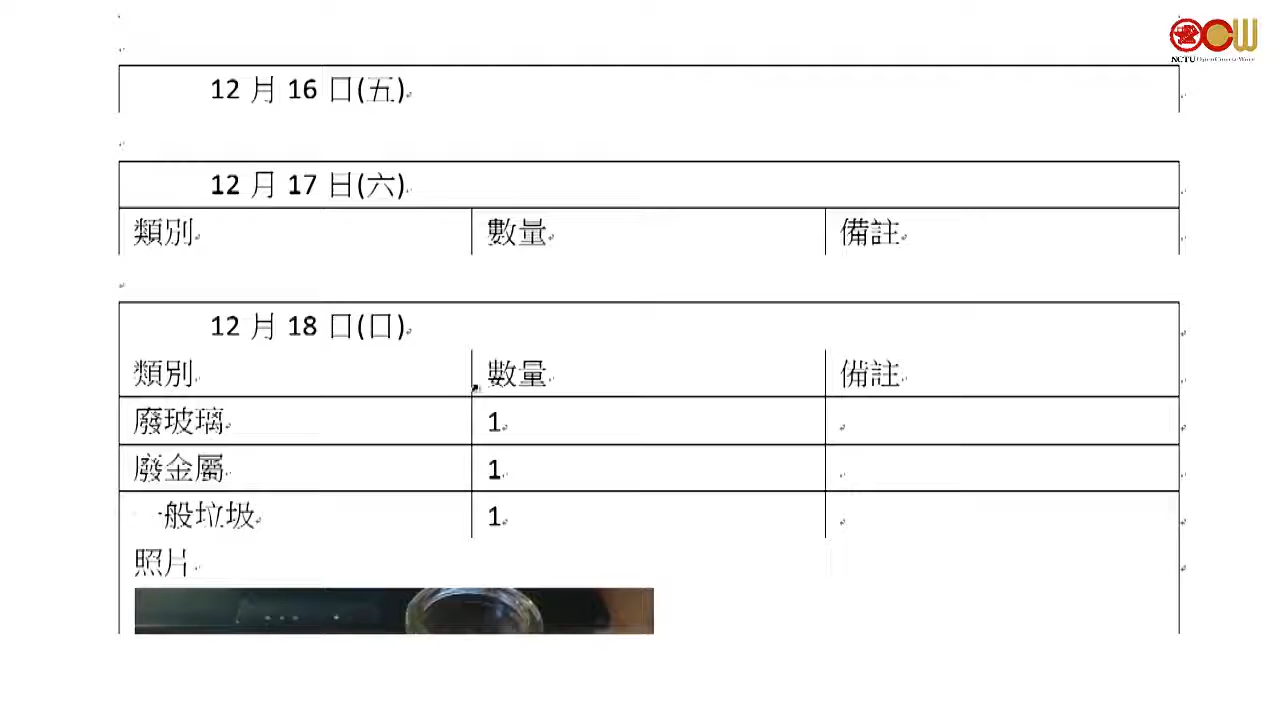 NCTU OpenCourseWare
12 月 16 日(五)
12 月 17 日(六)
類別 數量 備註
12 月 18 日(日)
類別 數量 備註
廢玻璃 1
廢金屬 1
一般垃圾 1
照片